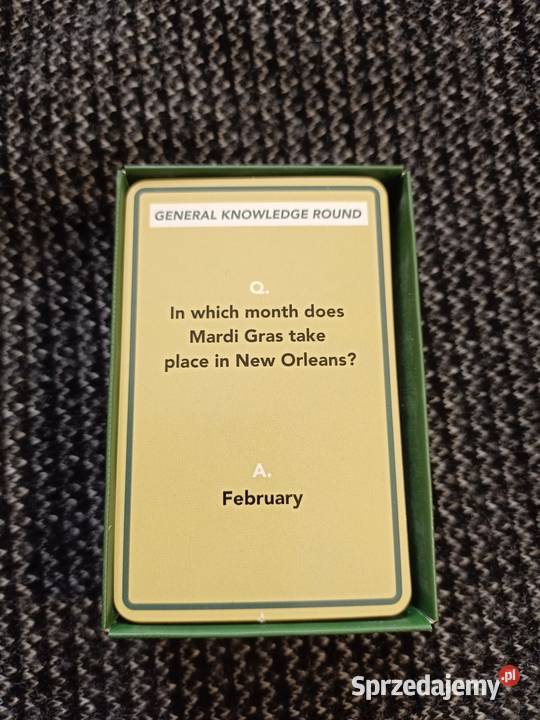 GENERAL KNOWLEDGE ROUND
Q.
In which month does
Mardi Gras take
place in New Orleans?
A.
February
Sprzedajemy.pl